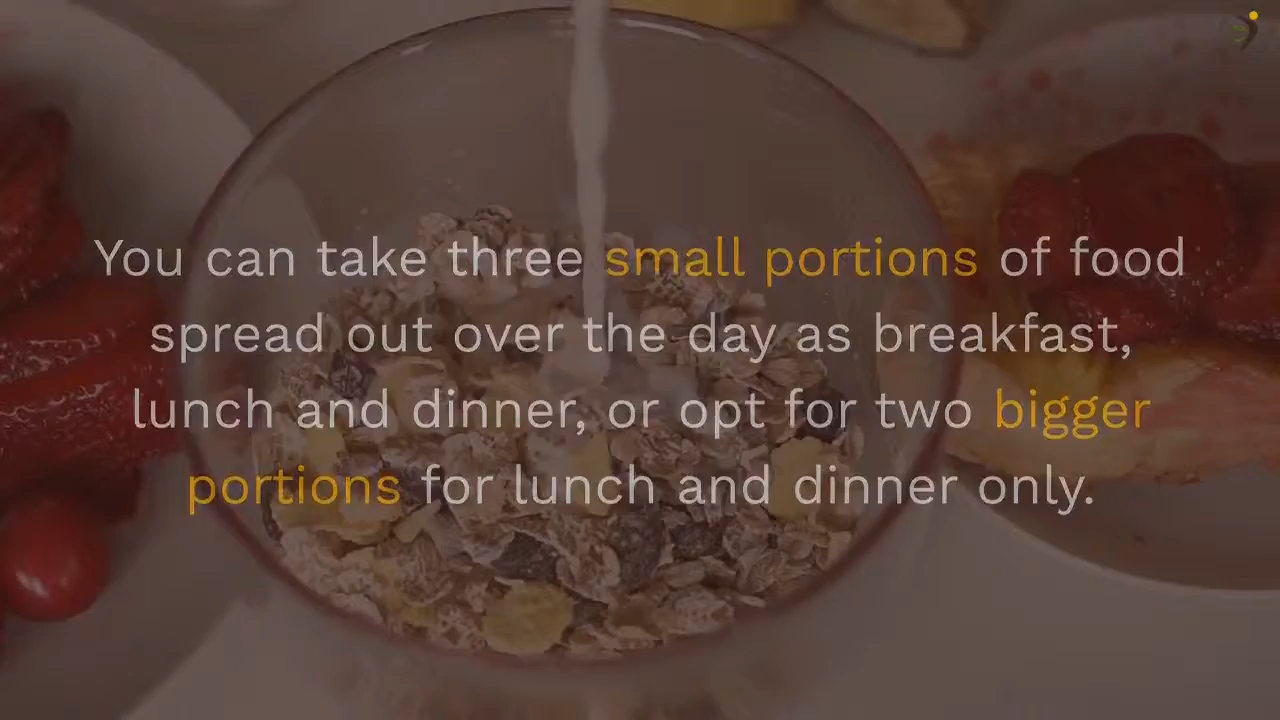 You can take three small portions of food
spread out over the day as breakfast,
lunch and dinner, or opt for two bigger
portions for lunch and dinner only.